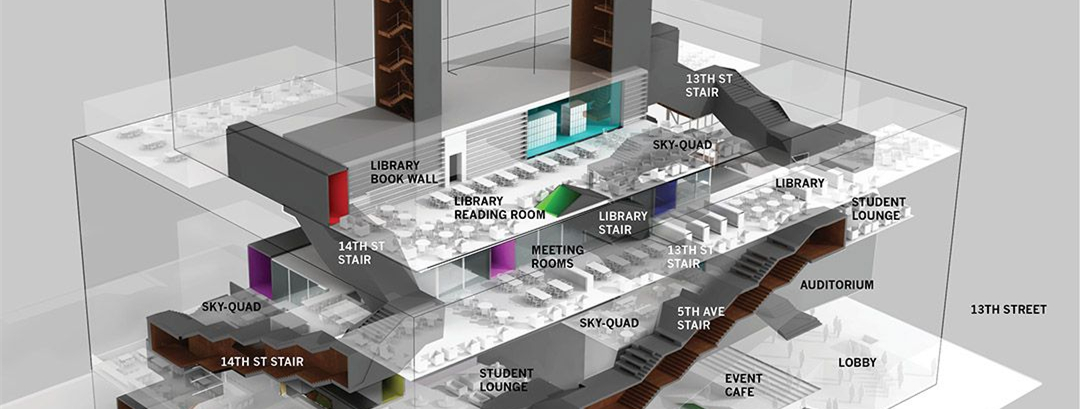 13TH ST
STAIR
SKY-QUAD
LIBRARY
BOOK WALL
LIBRARY
LIBRARY
READING ROOM
STUDENT
LOUNGE
LIBRARY
STAIR
14TH ST
STAIR
MEETING
ROOMS
13TH ST
STAIR
AUDITORIUM
SKY-QUAD
13TH STREET
5TH AVE
STAIR
SKY-QUAD
14TH ST STAIR
LOBBY
STUDENT
LOUNGE
EVENT
CAFE